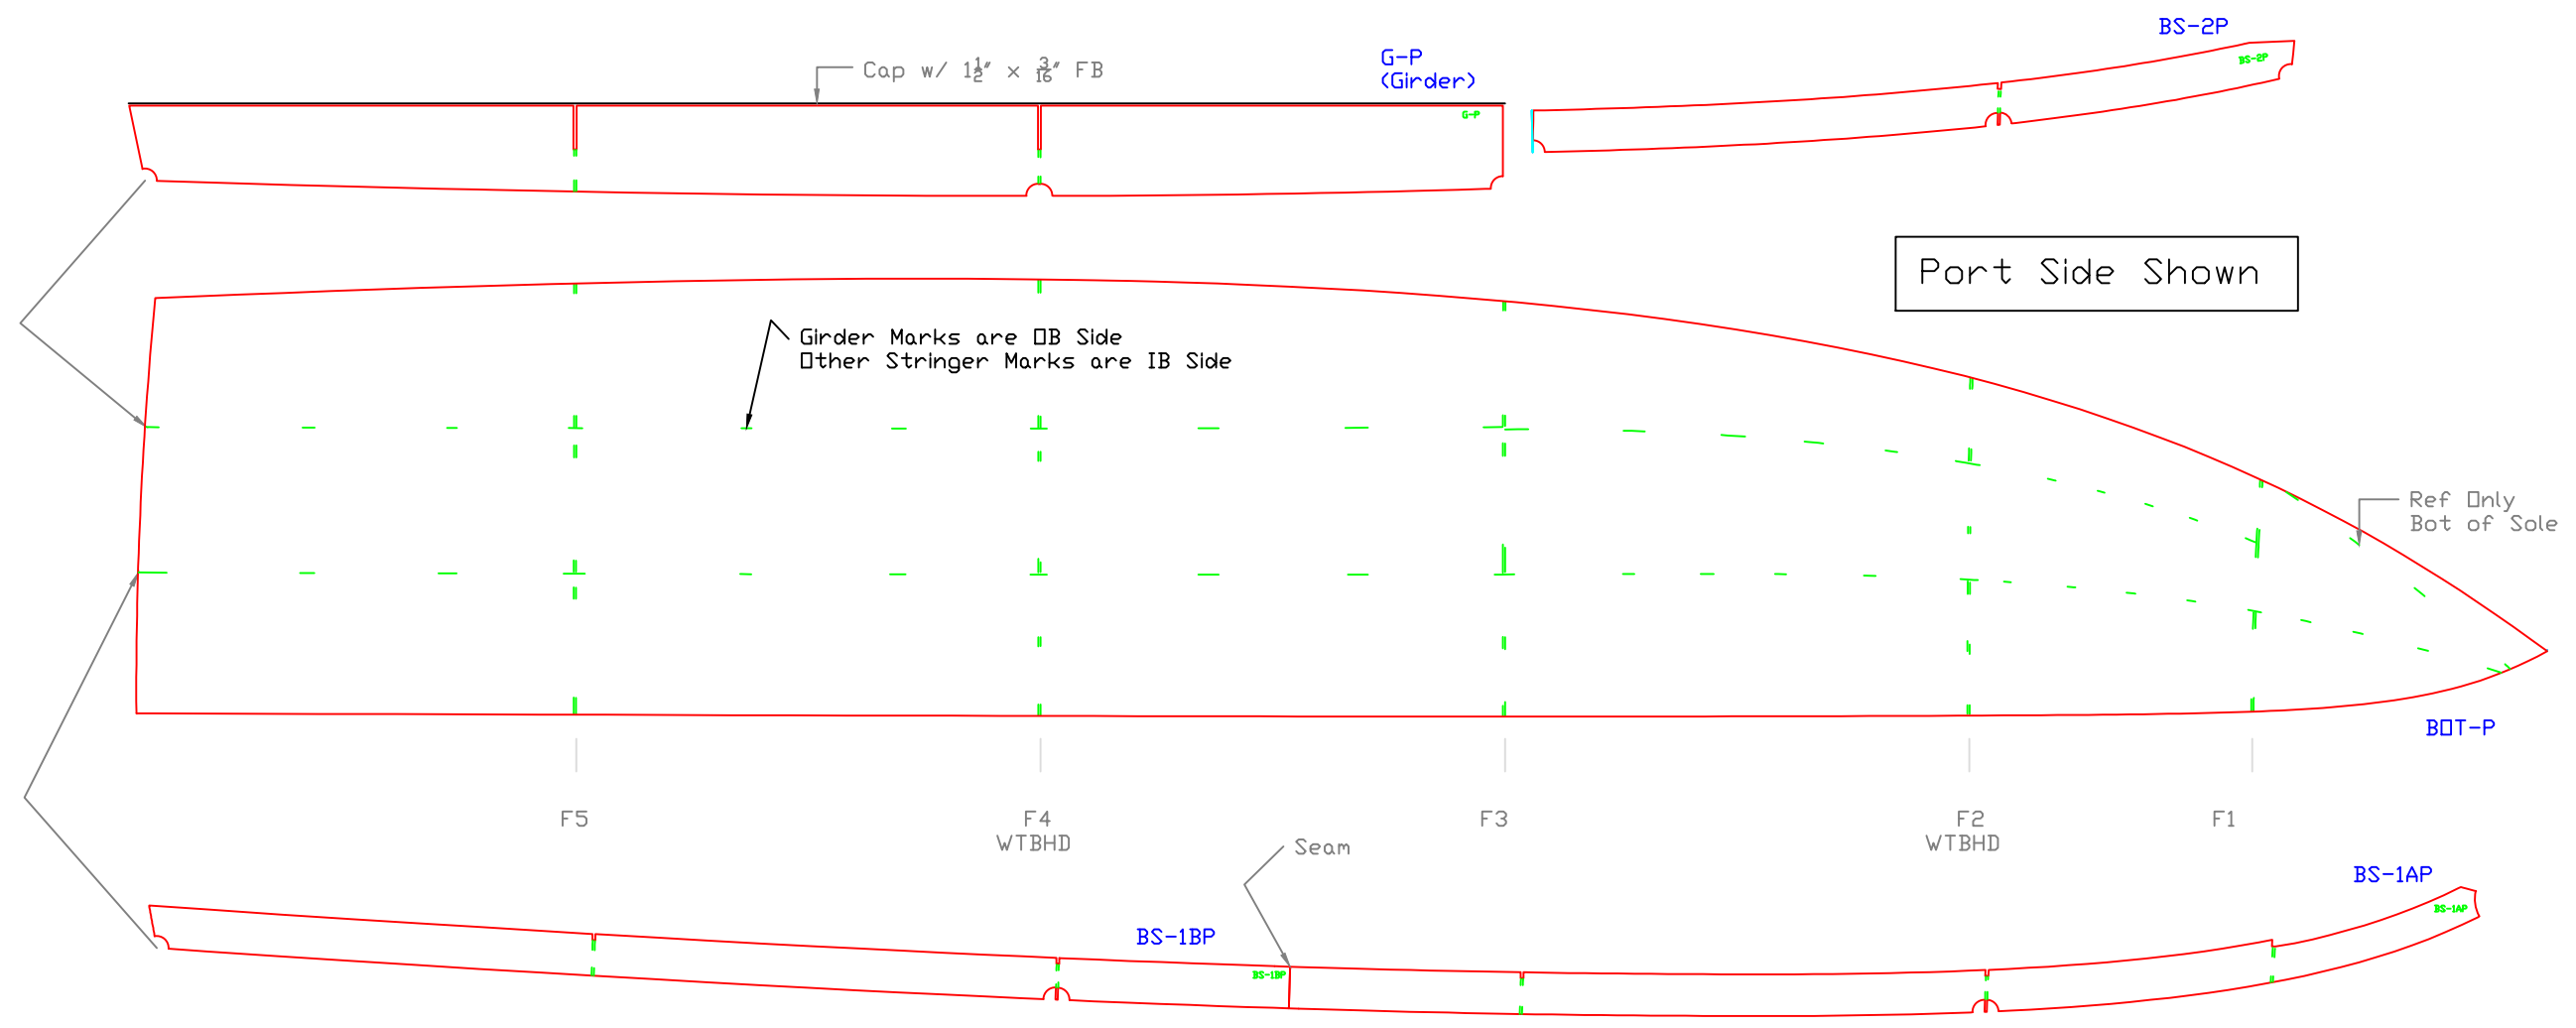 BS-2P
G-P
(Girder)
Cap w/ 1 1/2" x 3/16" FB
BS-2P
G-P
Port Side Shown
Girder Marks are OB Side
Other Stringer Marks are IB Side
Ref Only
Bot of Sole
BOT-P
F5
F4
WTBHD
F3
F2
WTBHD
F1
Seam
BS-1AP
BS-1AP
BS-1BP
BS-1BP